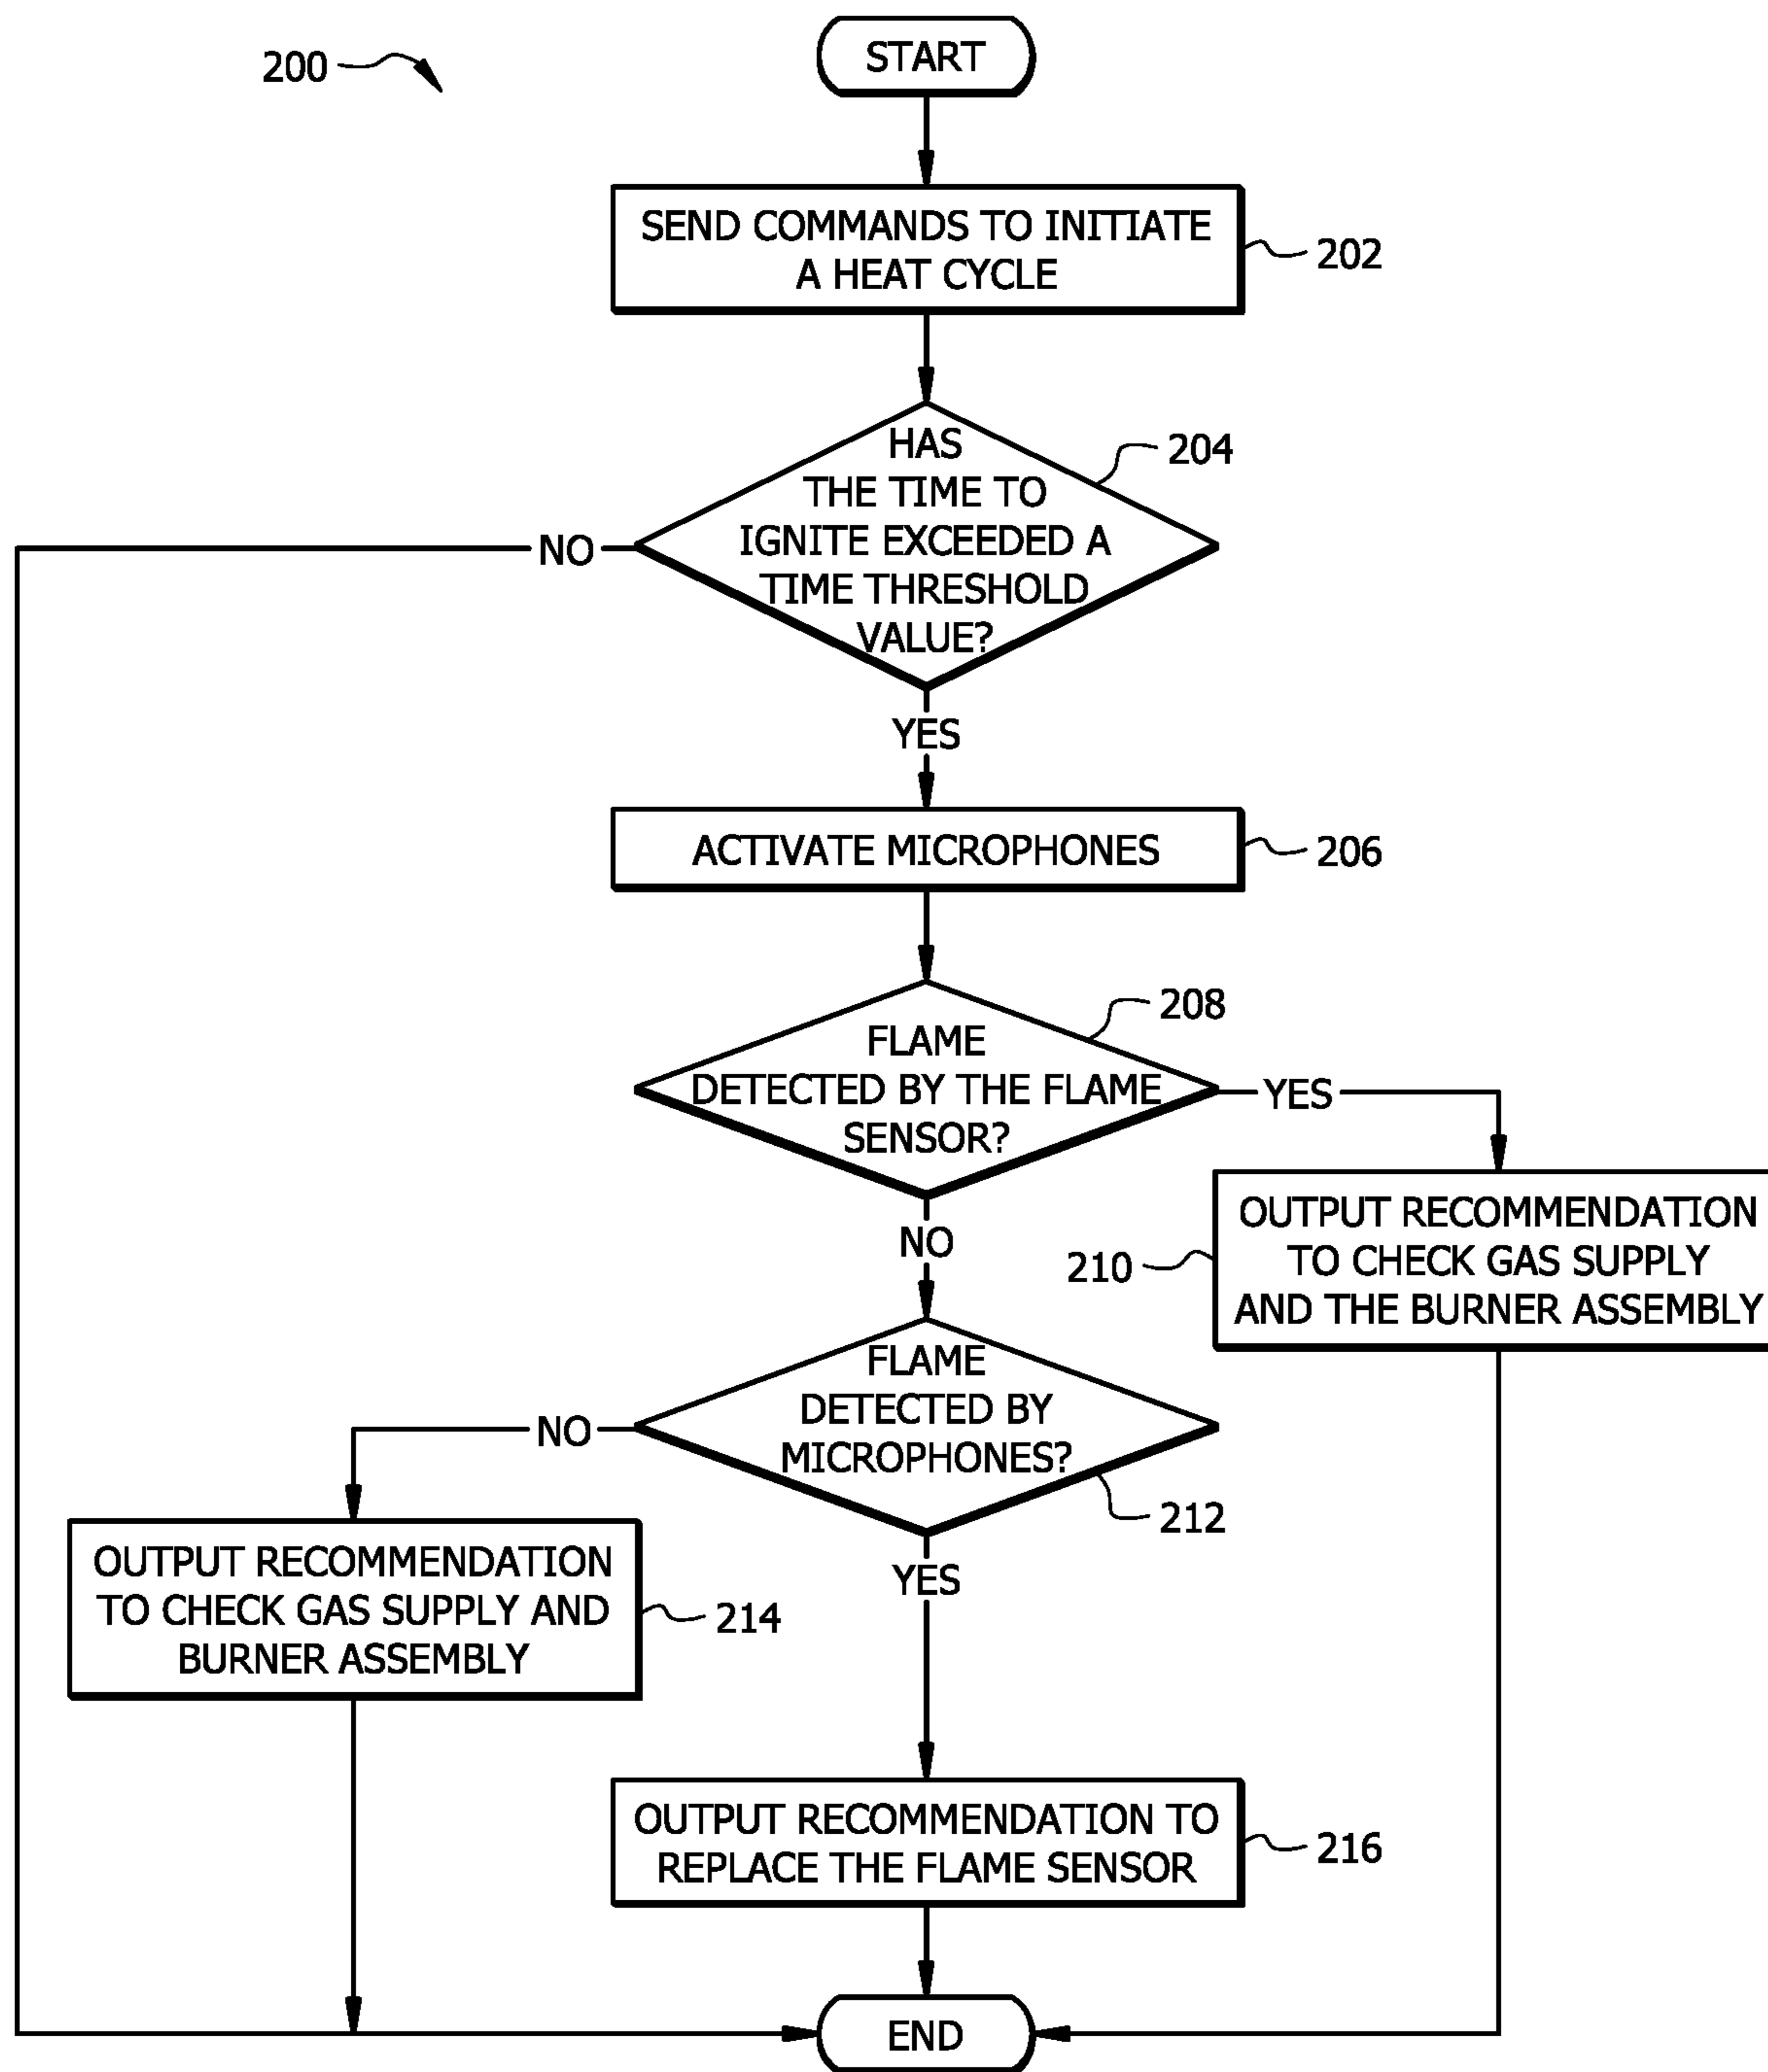 200
START
SEND COMMANDS TO INITIATE
A HEAT CYCLE
202
HAS
THE TIME TO
IGNITE EXCEEDED A
TIME THRESHOLD
VALUE?
204
NO
YES
ACTIVATE MICROPHONES
206
FLAME
DETECTED BY THE FLAME
SENSOR?
208
YES
NO
OUTPUT RECOMMENDATION
TO CHECK GAS SUPPLY
AND THE BURNER ASSEMBLY
210
FLAME
DETECTED BY
MICROPHONES?
212
NO
YES
OUTPUT RECOMMENDATION
TO CHECK GAS SUPPLY AND
BURNER ASSEMBLY
214
OUTPUT RECOMMENDATION TO
REPLACE THE FLAME SENSOR
216
END